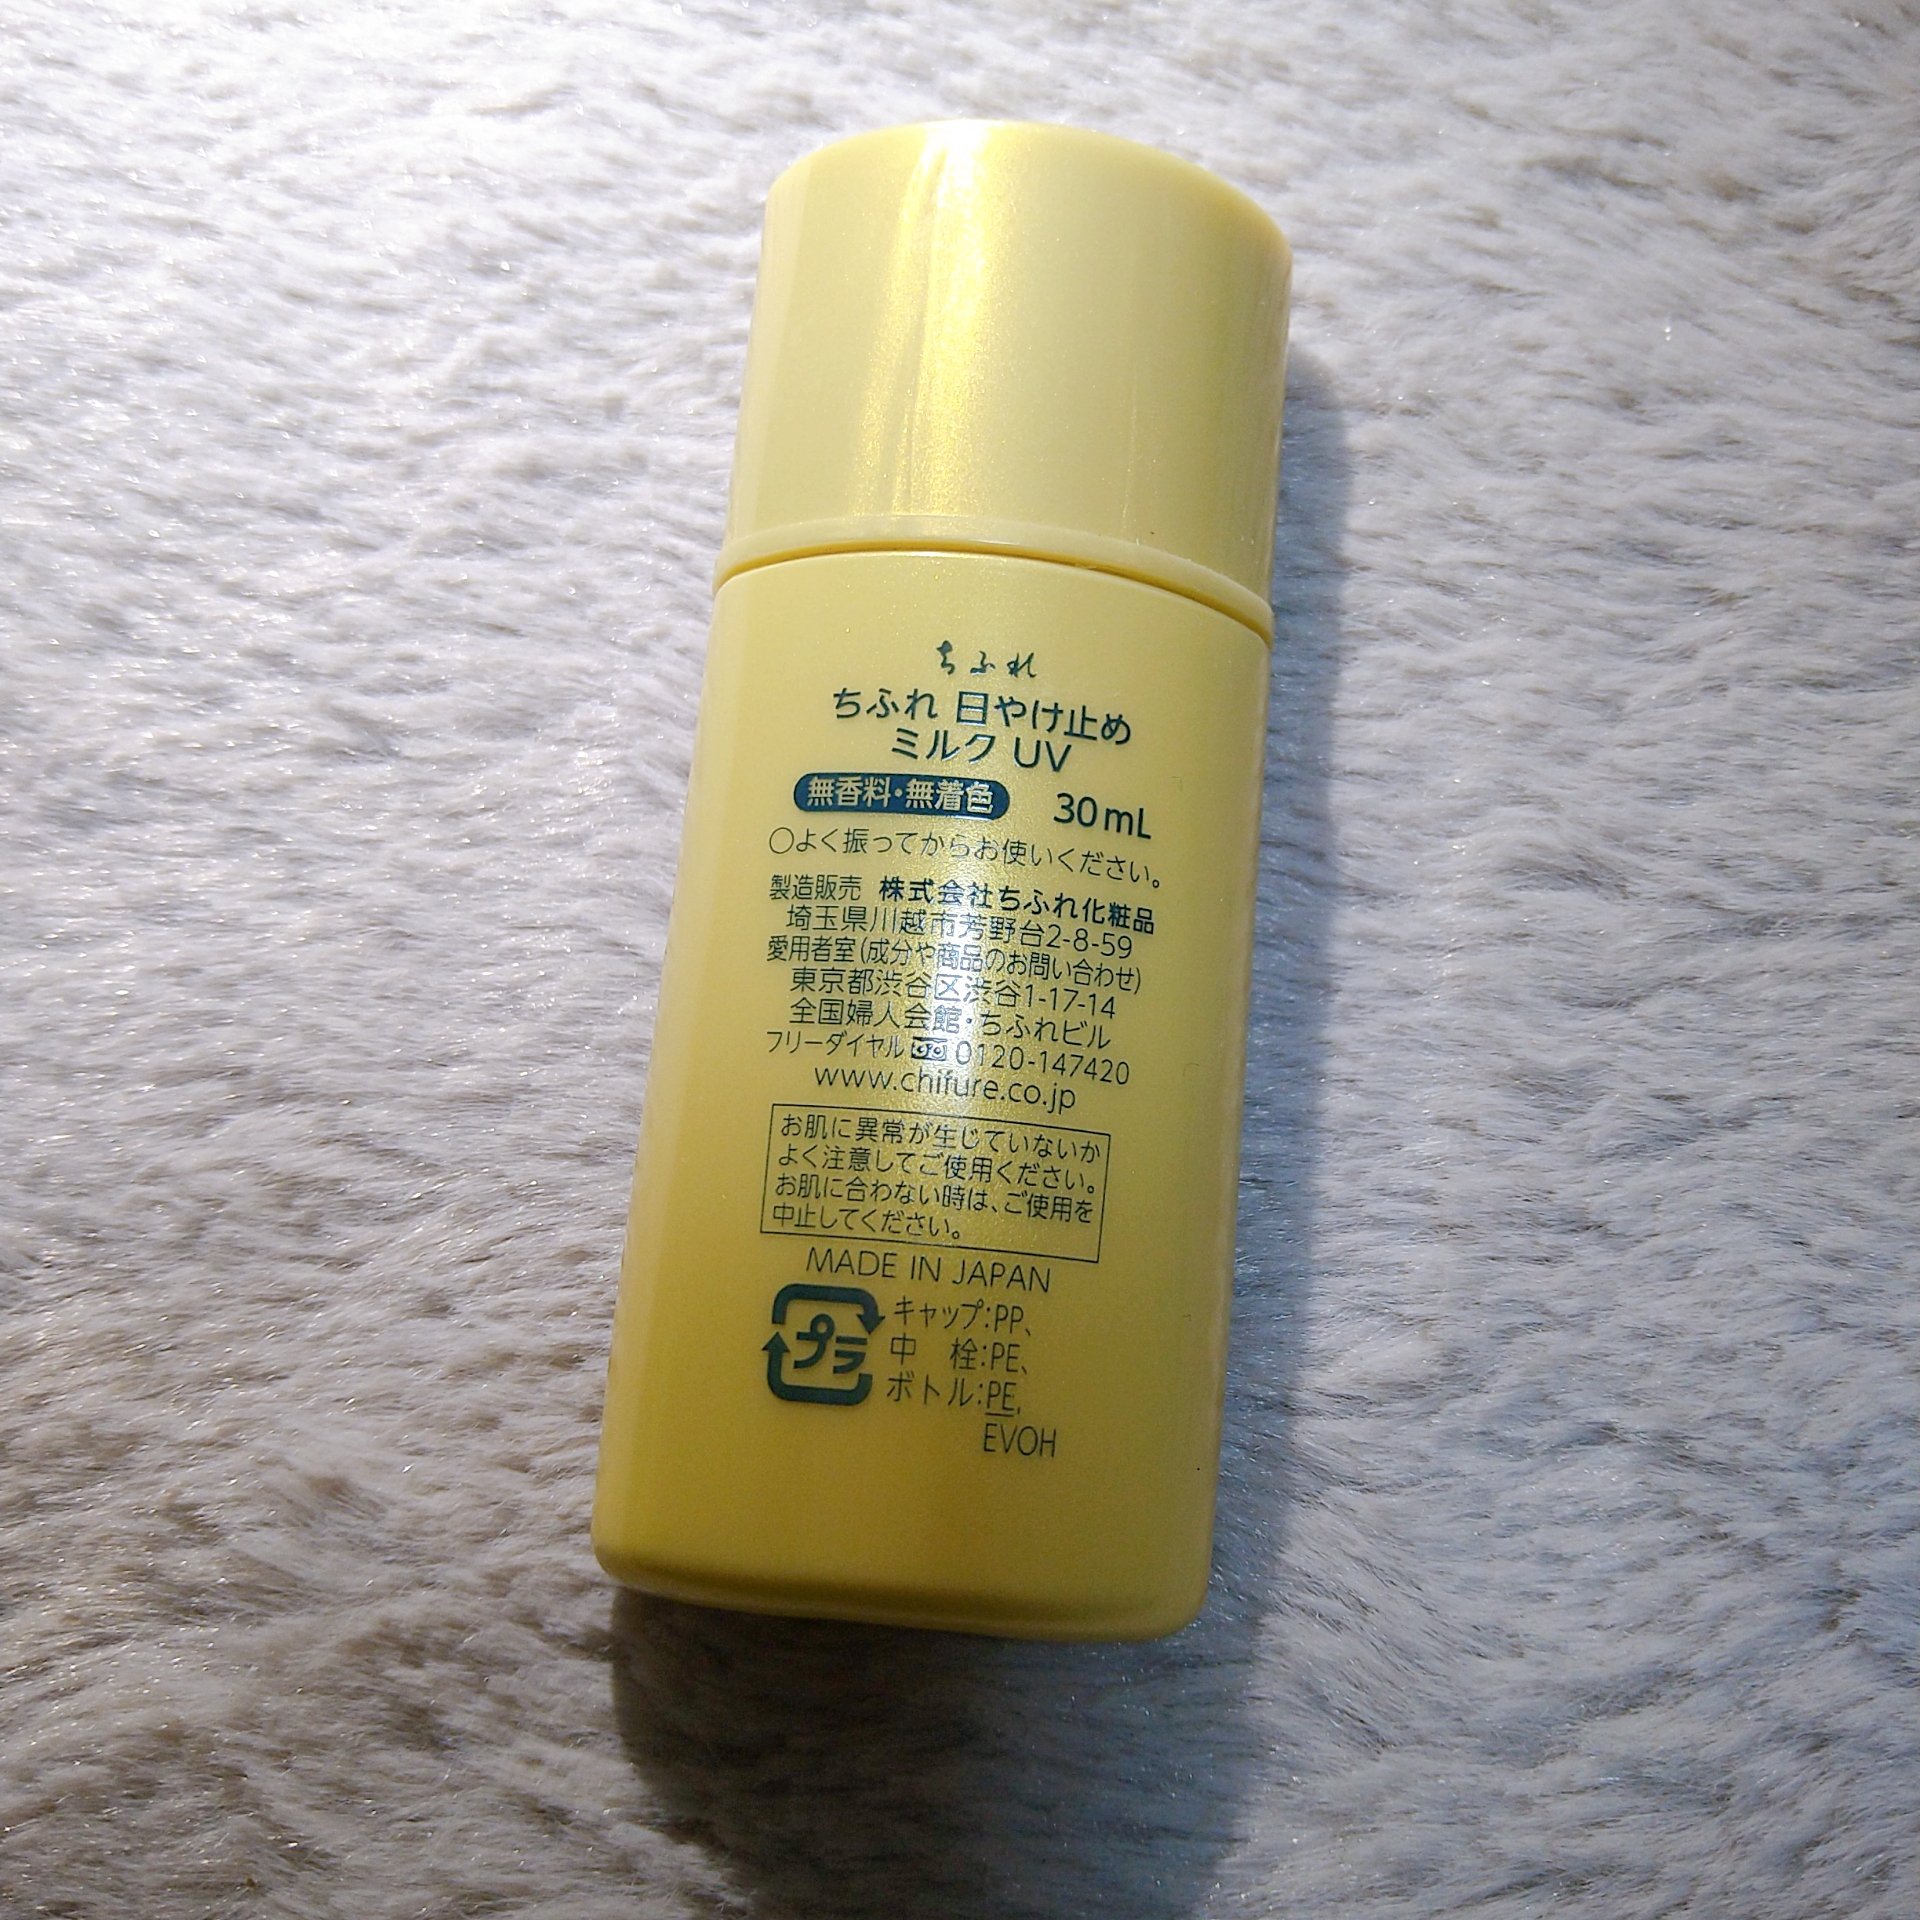 ちふれ
ちふれ 日やけ止め
ミルク UV
無香料・無着色 30mL
○よく振ってからお使いください。
製造販売 株式会社ちふれ化粧品
埼玉県川越市芳野台2-8-59
愛用者室(成分や商品のお問い合わせ)
東京都渋谷区渋谷1-17-14
全国婦人会館・ちふれビル
フリーダイヤル 0120-147420
www.chifure.co.jp
お肌に異常が生じていないか
よく注意してご使用ください。
お肌に合わない時は、ご使用を
中止してください。
MADE IN JAPAN
プラ
キャップ:PP、
中 栓:PE、
ボトル:PE,
EVOH